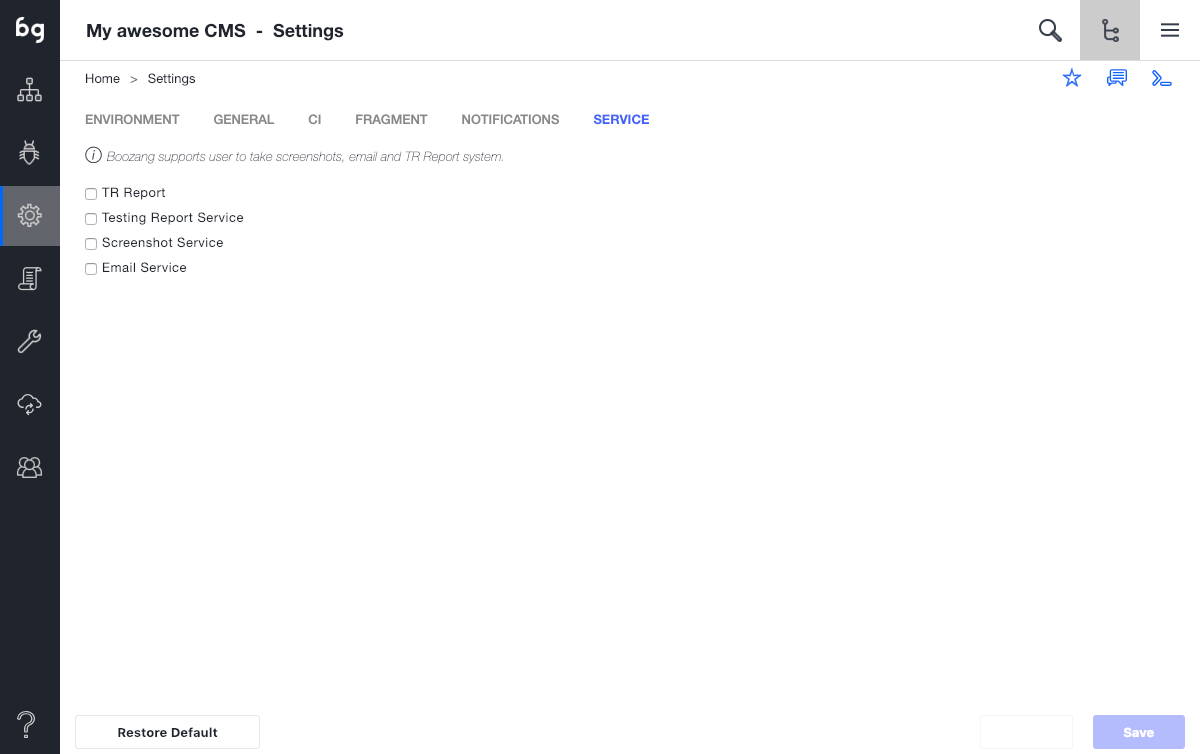 bg
My awesome CMS - Settings
Home > Settings
ENVIRONMENT GENERAL CI FRAGMENT NOTIFICATIONS SERVICE
Boozang supports user to take screenshots, email and TR Report system.
TR Report
Testing Report Service
Screenshot Service
Email Service
Restore Default Save